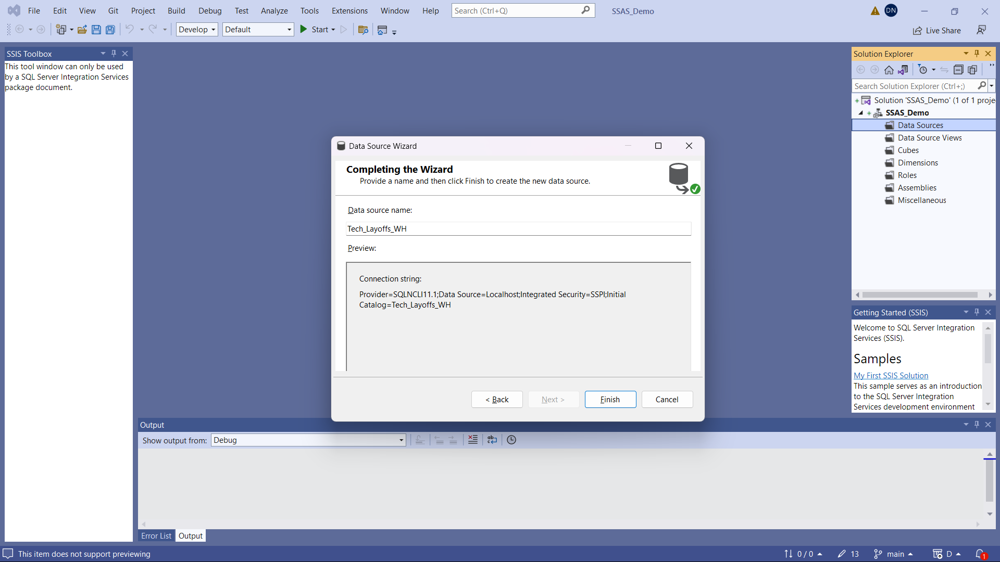 File Edit View Git Project Build Debug Test Analyze Tools Extensions Window Help Search (Ctrl+Q) SSAS_Demo DN
Develop Default Start Live Share
SSIS Toolbox
This tool window can only be used
by a SQL Server Integration Services
package document.
Data Source Wizard
Completing the Wizard
Provide a name and then click Finish to create the new data source.
Data source name:
Tech_Layoffs_WH
Preview:
Connection string:
Provider=SQLNCLI11.1;Data Source=Localhost;Integrated Security=SSPI;Initial
Catalog=Tech_Layoffs_WH
< Back Next > Finish Cancel
Solution Explorer
Search Solution Explorer (Ctrl+;)
Solution 'SSAS_Demo' (1 of 1 proje
SSAS_Demo
Data Sources
Data Source Views
Cubes
Dimensions
Roles
Assemblies
Miscellaneous
Getting Started (SSIS)
Welcome to SQL Server Integration
Services (SSIS).
Samples
My First SSIS Solution
This sample serves as an introduction
to the SQL Server Integration
Services development environment
Output
Show output from: Debug
Error List Output
This item does not support previewing 0 / 0 13 main D 1